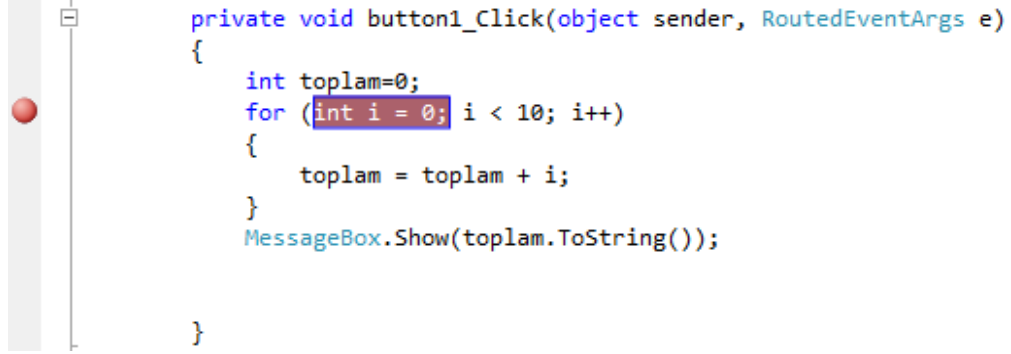 private void button1_Click(object sender, RoutedEventArgs e)
{
int toplam=0;
for (int i = 0; i < 10; i++)
{
toplam = toplam + i;
}
MessageBox.Show(toplam.ToString());
}